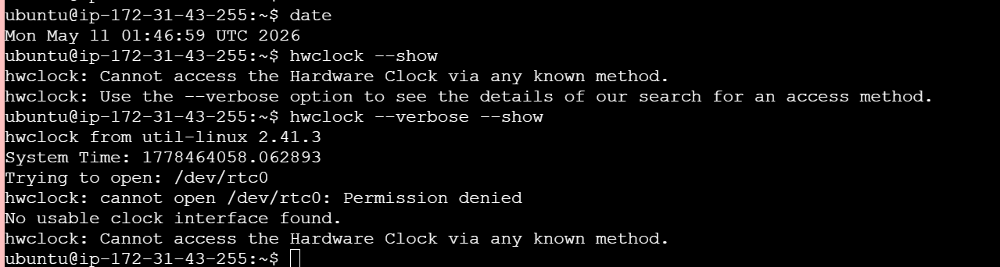 ubuntu@ip-172-31-43-255:~$ date
Mon May 11 01:46:59 UTC 2026
ubuntu@ip-172-31-43-255:~$ hwclock --show
hwclock: Cannot access the Hardware Clock via any known method.
hwclock: Use the --verbose option to see the details of our search for an access method.
ubuntu@ip-172-31-43-255:~$ hwclock --verbose --show
hwclock from util-linux 2.41.3
System Time: 1778464058.062893
Trying to open: /dev/rtc0
hwclock: cannot open /dev/rtc0: Permission denied
No usable clock interface found.
hwclock: Cannot access the Hardware Clock via any known method.
ubuntu@ip-172-31-43-255:~$